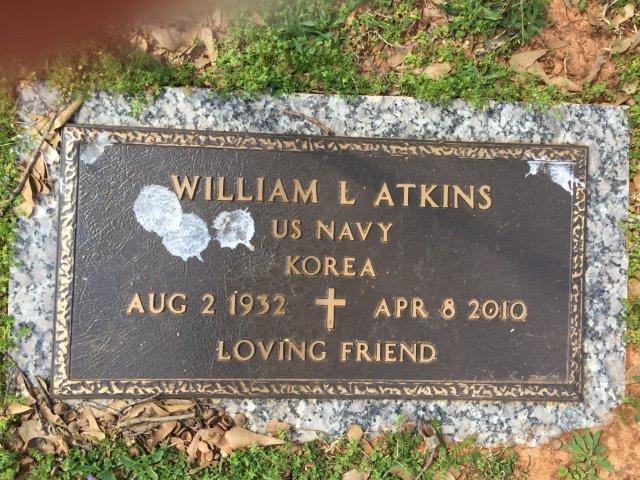 WILLIAM L ATKINS
US NAVY
KOREA
AUG 2 1932 APR 8 2010
LOVING FRIEND